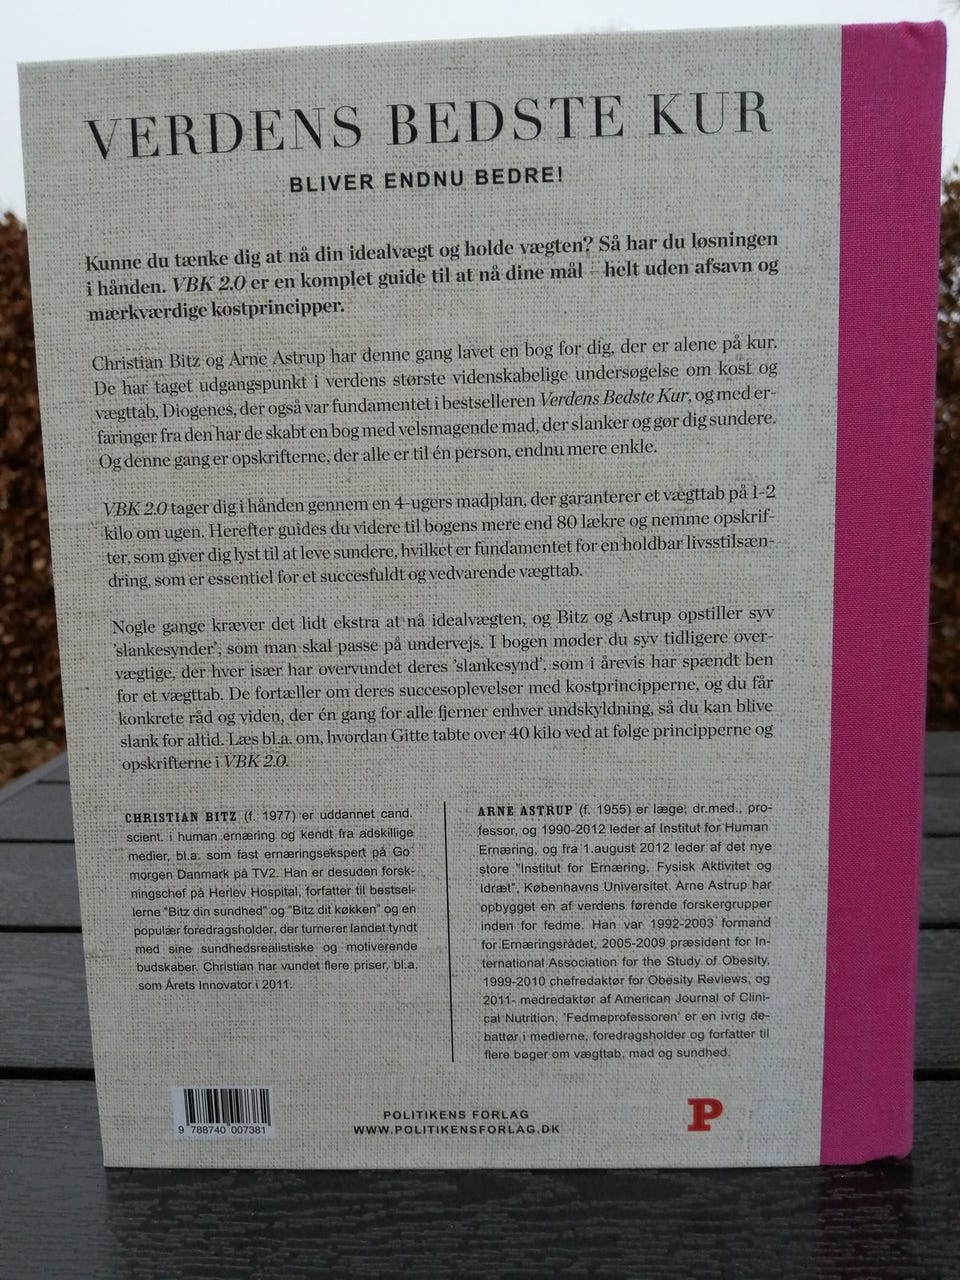 VERDENS BEDSTE KUR
BLIVER ENDNU BEDRE!
Kunne du tænke dig at nå din idealvægt og holde vægten? Så har du løsningen
i hånden. VBK 2.0 er en komplet guide til at nå dine mål – helt uden afsavn og
mærkværdige kostprincipper.
Christian Bitz og Arne Astrup har denne gang lavet en bog for dig, der er alene på kur.
De har taget udgangspunkt i verdens største videnskabelige undersøgelse om kost og
vægttab, Diogenes, der også var fundamentet i bestselleren Verdens Bedste Kur, og med er-
faringer fra den har de skabt en bog med velsmagende mad, der slanker og gør dig sundere.
Og denne gang er opskrifterne, der alle er til én person, endnu mere enkle.
VBK 2.0 tager dig i hånden gennem en 4-ugers madplan, der garanterer et vægttab på 1-2
kilo om ugen. Herefter guides du videre til bogens mere end 80 lækre og nemme opskrif-
ter, som giver dig lyst til at leve sundere, hvilket er fundamentet for en holdbar livsstilsæn-
dring, som er essentiel for et succesfuldt og vedvarende vægttab.
Nogle gange kræver det lidt ekstra at nå idealvægten, og Bitz og Astrup opstiller syv
'slankesynder', som man skal passe på undervejs. I bogen møder du syv tidligere over-
vægtige, der hver især har overvundet deres 'slankesynd', som i årevis har spændt ben
for et vægttab. De fortæller om deres succesoplevelser med kostprincipperne, og du får
konkrete råd og viden, der én gang for alle fjerner enhver undskyldning, så du kan blive
slank for altid. Læs bl.a. om, hvordan Gitte tabte over 40 kilo ved at følge principperne og
opskrifterne i VBK 2.0.
CHRISTIAN BITZ (f. 1977) er uddannet cand.
scient. i human ernæring og kendt fra adskillige
medier, bl.a. som fast ernæringsekspert på Go'
morgen Danmark på TV2. Han er desuden forsk-
ningschef på Herlev Hospital, forfatter til bestsel-
lerne "Bitz din sundhed" og "Bitz dit køkken" og en
populær foredragsholder, der turnerer landet tyndt
med sine sundhedsrealistiske og motiverende
budskaber. Christian har vundet flere priser, bl.a.
som Årets Innovator i 2011.
ARNE ASTRUP (f. 1955) er læge, dr.med., pro-
fessor, og 1990-2012 leder af Institut for Human
Ernæring, og fra 1.august 2012 leder af det nye
store "Institut for Ernæring, Fysisk Aktivitet og
Idræt", Københavns Universitet. Arne Astrup har
opbygget en af verdens førende forskergrupper
inden for fedme. Han var 1992-2003 formand
for Ernæringsrådet, 2005-2009 præsident for In-
ternational Association for the Study of Obesity,
1999-2010 chefredaktør for Obesity Reviews, og
2011- medredaktør af American Journal of Clini-
cal Nutrition. 'Fedmeprofessoren' er en ivrig de-
battør i medierne, foredragsholder og forfatter til
flere bøger om vægttab, mad og sundhed.
9 788740 007381
POLITIKENS FORLAG
WWW.POLITIKENSFORLAG.DK
P